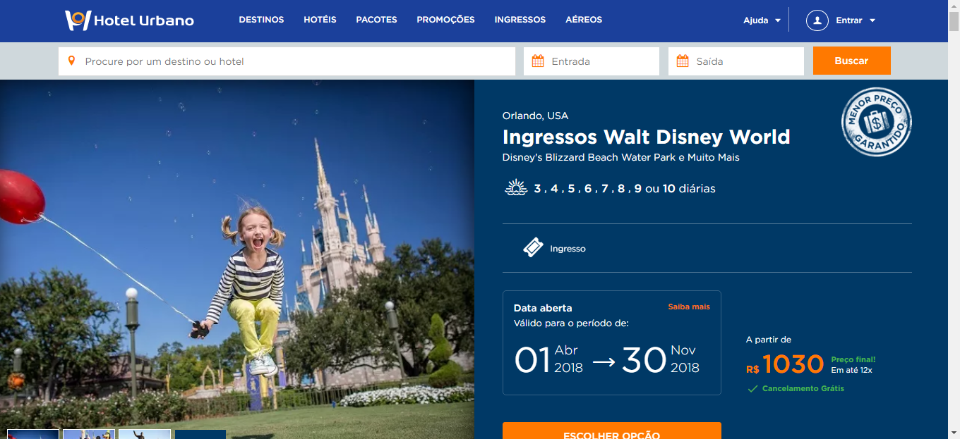 Hotel Urbano
DESTINOS HOTÉIS PACOTES PROMOÇÕES INGRESSOS AÉREOS
Ajuda
Entrar
Procure por um destino ou hotel
Entrada
Saída
Buscar
Orlando, USA
Ingressos Walt Disney World
Disney's Blizzard Beach Water Park e Muito Mais
MENOR PREÇO
GARANTIDO
3 , 4 , 5 , 6 , 7 , 8 , 9 ou 10 diárias
Ingresso
Data aberta
Saiba mais
Válido para o período de:
01 Abr 2018 → 30 Nov 2018
A partir de
R$ 1030
Preço final!
Em até 12x
Cancelamento Grátis
ESCOLHER OPÇÃO